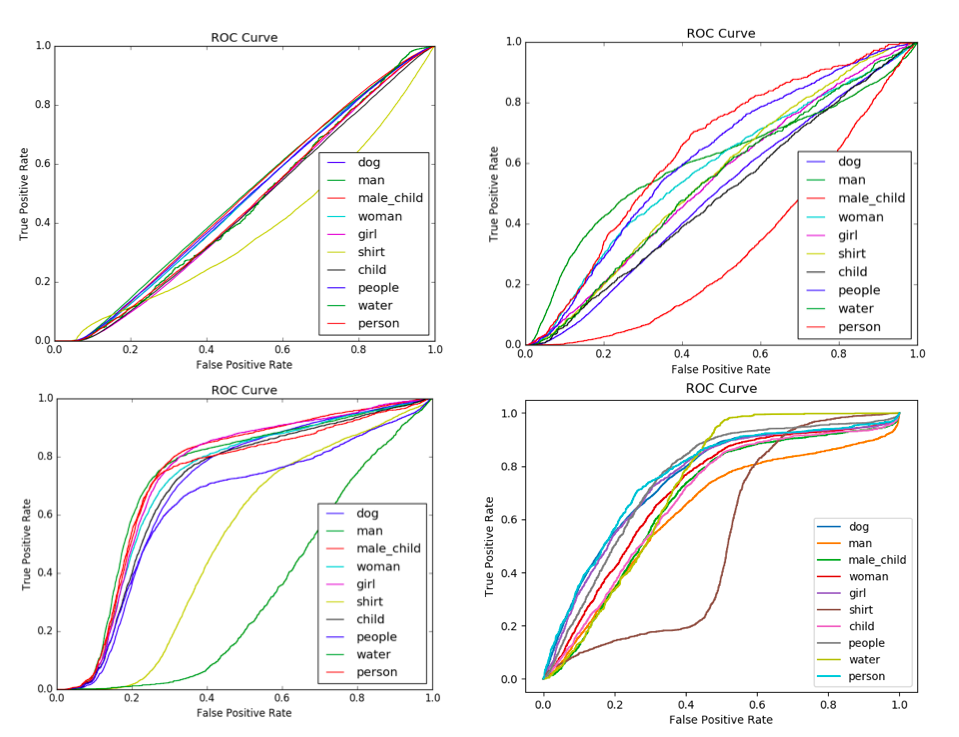 ROC Curve
1.0
0.8
0.6
0.4
0.2
0.0
True Positive Rate
0.0 0.2 0.4 0.6 0.8 1.0
False Positive Rate
dog
man
male_child
woman
girl
shirt
child
people
water
person
ROC Curve
1.0
0.8
0.6
0.4
0.2
0.0
True Positive Rate
0.0 0.2 0.4 0.6 0.8 1.0
False Positive Rate
dog
man
male_child
woman
girl
shirt
child
people
water
person
ROC Curve
1.0
0.8
0.6
0.4
0.2
0.0
True Positive Rate
0.0 0.2 0.4 0.6 0.8 1.0
False Positive Rate
dog
man
male_child
woman
girl
shirt
child
people
water
person
ROC Curve
1.0
0.8
0.6
0.4
0.2
0.0
True Positive Rate
0.0 0.2 0.4 0.6 0.8 1.0
False Positive Rate
dog
man
male_child
woman
girl
shirt
child
people
water
person